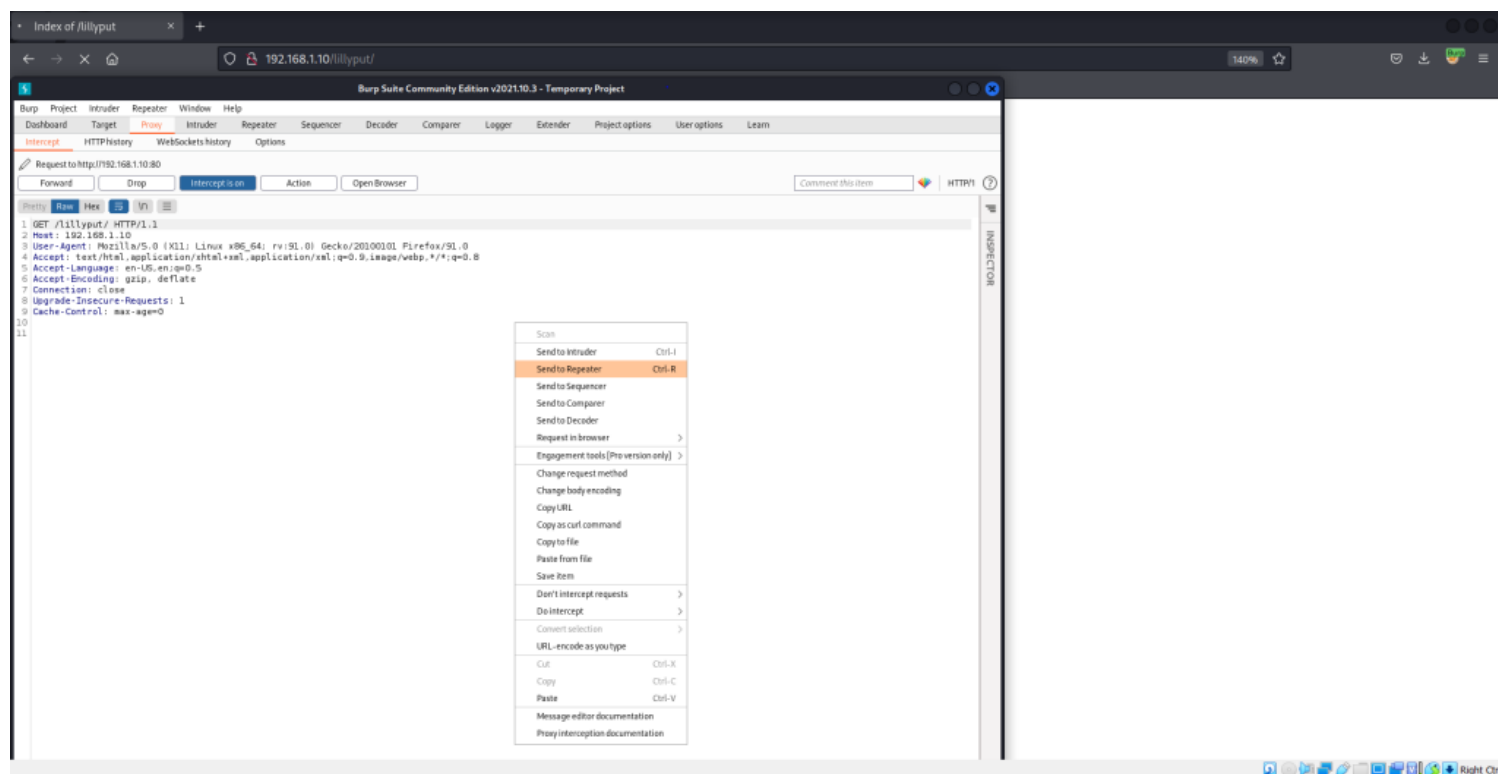 Index of /lillyput
192.168.1.10/lillyput/
140%
Burp Suite Community Edition v2021.10.3 - Temporary Project
Burp Project Intruder Repeater Window Help
Dashboard Target Proxy Intruder Repeater Sequencer Decoder Comparer Logger Extender Project options User options Learn
Intercept HTTP history WebSockets history Options
Request to http://192.168.1.10:80
Forward Drop Intercept is on Action Open Browser Comment this item HTTP/1 ?
Pretty Raw Hex \n
INSPECTOR
1 GET /lillyput/ HTTP/1.1
2 Host: 192.168.1.10
3 User-Agent: Mozilla/5.0 (X11; Linux x86_64; rv:91.0) Gecko/20100101 Firefox/91.0
4 Accept: text/html,application/xhtml+xml,application/xml;q=0.9,image/webp,*/*;q=0.8
5 Accept-Language: en-US,en;q=0.5
6 Accept-Encoding: gzip, deflate
7 Connection: close
8 Upgrade-Insecure-Requests: 1
9 Cache-Control: max-age=0
10
11
Scan
Send to Intruder Ctrl-I
Send to Repeater Ctrl-R
Send to Sequencer
Send to Comparer
Send to Decoder
Request in browser
Engagement tools [Pro version only]
Change request method
Change body encoding
Copy URL
Copy as curl command
Copy to file
Paste from file
Save item
Don't intercept requests
Do intercept
Convert selection
URL-encode as you type
Cut Ctrl-X
Copy Ctrl-C
Paste Ctrl-V
Message editor documentation
Proxy interception documentation
Right Ctr